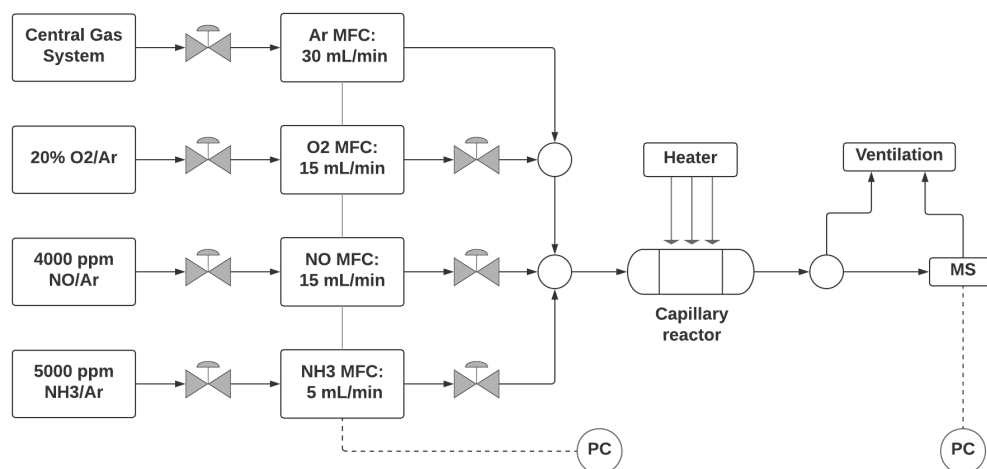 Central Gas
System
Ar MFC:
30 mL/min
20% O2/Ar
O2 MFC:
15 mL/min
Heater
Ventilation
4000 ppm
NO/Ar
NO MFC:
15 mL/min
MS
Capillary
reactor
5000 ppm
NH3/Ar
NH3 MFC:
5 mL/min
PC
PC